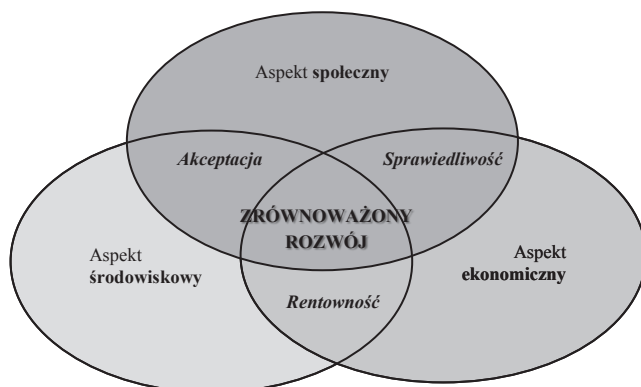 Aspekt społeczny
Akceptacja
Sprawiedliwość
ZRÓWNOWAŻONY
ROZWÓJ
Aspekt
środowiskowy
Aspekt
ekonomiczny
Rentowność